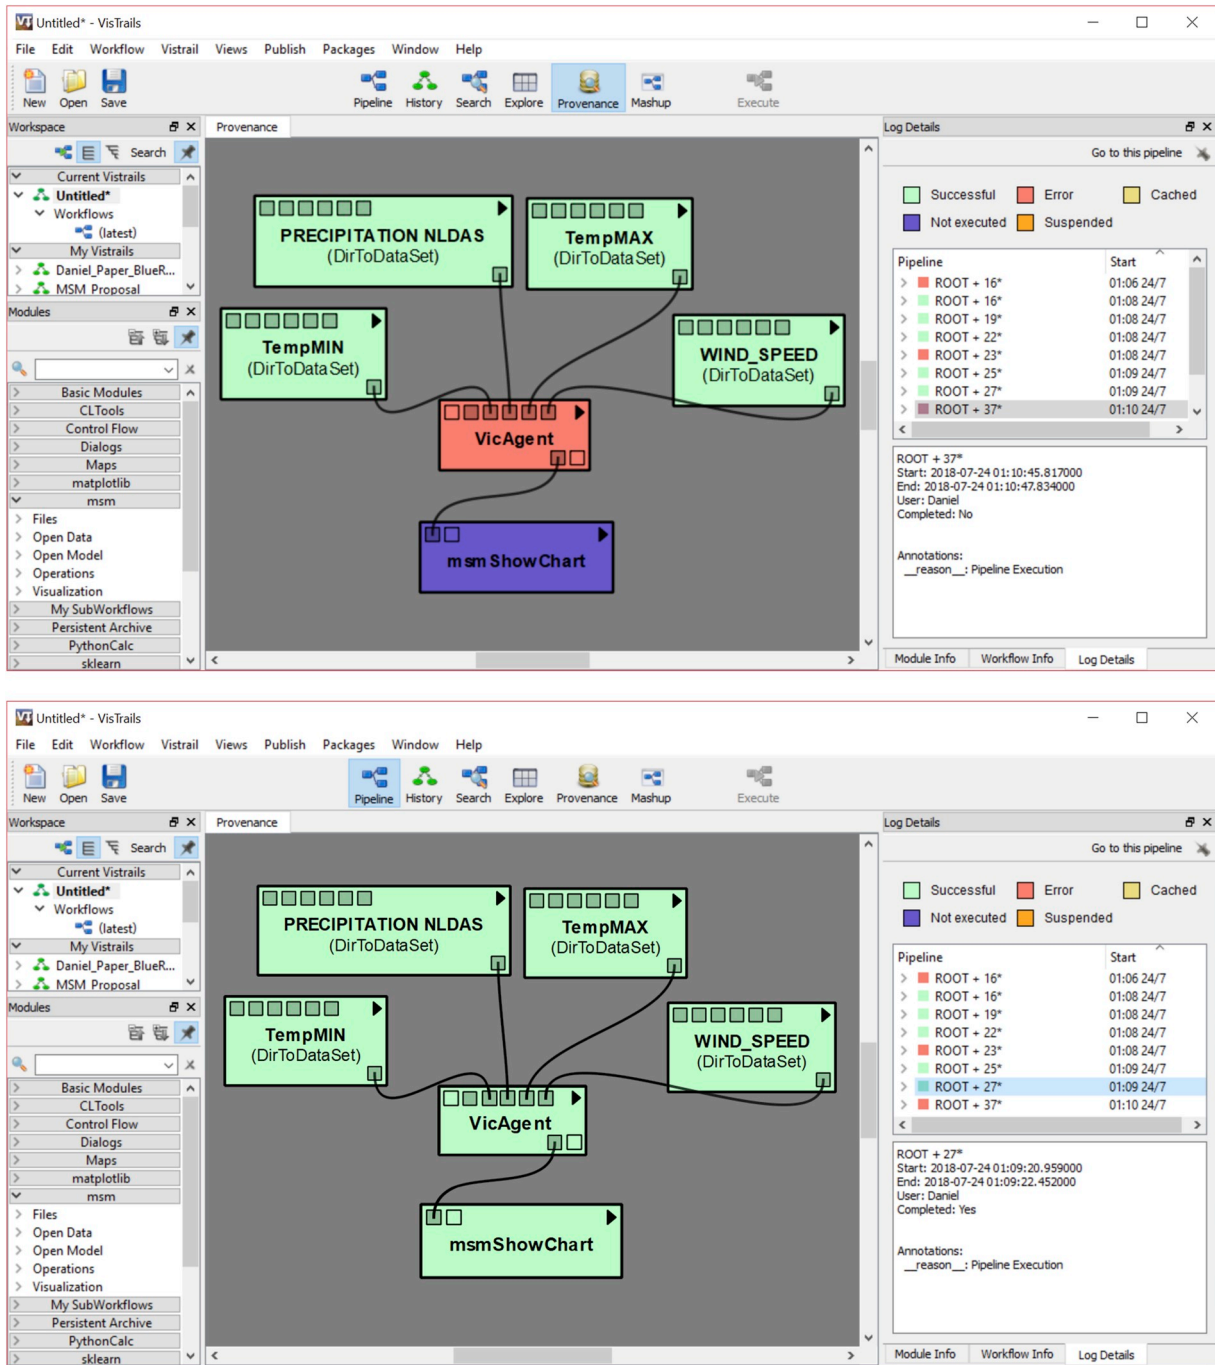 Untitled* - VisTrails
File Edit Workflow Vistrail Views Publish Packages Window Help
New Open Save Pipeline History Search Explore Provenance Mashup Execute
Workspace
Search
Current Vistrails
Untitled*
Workflows
(latest)
My Vistrails
Daniel_Paper_BlueR...
MSM Proposal
Modules
Basic Modules
CLTools
Control Flow
Dialogs
Maps
matplotlib
msm
Files
Open Data
Open Model
Operations
Visualization
My SubWorkflows
Persistent Archive
PythonCalc
sklearn
Provenance
PRECIPITATION NLDAS
(DirToDataSet)
TempMAX
(DirToDataSet)
TempMIN
(DirToDataSet)
WIND_SPEED
(DirToDataSet)
VicAgent
msmShowChart
Log Details
Go to this pipeline
Successful Error Cached
Not executed Suspended
Pipeline Start
ROOT + 16* 01:06 24/7
ROOT + 16* 01:08 24/7
ROOT + 19* 01:08 24/7
ROOT + 22* 01:08 24/7
ROOT + 23* 01:08 24/7
ROOT + 25* 01:09 24/7
ROOT + 27* 01:09 24/7
ROOT + 37* 01:10 24/7
ROOT + 37*
Start: 2018-07-24 01:10:45.817000
End: 2018-07-24 01:10:47.834000
User: Daniel
Completed: No
Annotations:
__reason__: Pipeline Execution
Module Info Workflow Info Log Details
Untitled* - VisTrails
File Edit Workflow Vistrail Views Publish Packages Window Help
New Open Save Pipeline History Search Explore Provenance Mashup Execute
Workspace
Search
Current Vistrails
Untitled*
Workflows
(latest)
My Vistrails
Daniel_Paper_BlueR...
MSM Proposal
Modules
Basic Modules
CLTools
Control Flow
Dialogs
Maps
matplotlib
msm
Files
Open Data
Open Model
Operations
Visualization
My SubWorkflows
Persistent Archive
PythonCalc
sklearn
Provenance
PRECIPITATION NLDAS
(DirToDataSet)
TempMAX
(DirToDataSet)
TempMIN
(DirToDataSet)
WIND_SPEED
(DirToDataSet)
VicAgent
msmShowChart
Log Details
Go to this pipeline
Successful Error Cached
Not executed Suspended
Pipeline Start
ROOT + 16* 01:06 24/7
ROOT + 16* 01:08 24/7
ROOT + 19* 01:08 24/7
ROOT + 22* 01:08 24/7
ROOT + 23* 01:08 24/7
ROOT + 25* 01:09 24/7
ROOT + 27* 01:09 24/7
ROOT + 37* 01:10 24/7
ROOT + 27*
Start: 2018-07-24 01:09:20.959000
End: 2018-07-24 01:09:22.452000
User: Daniel
Completed: Yes
Annotations:
__reason__: Pipeline Execution
Module Info Workflow Info Log Details